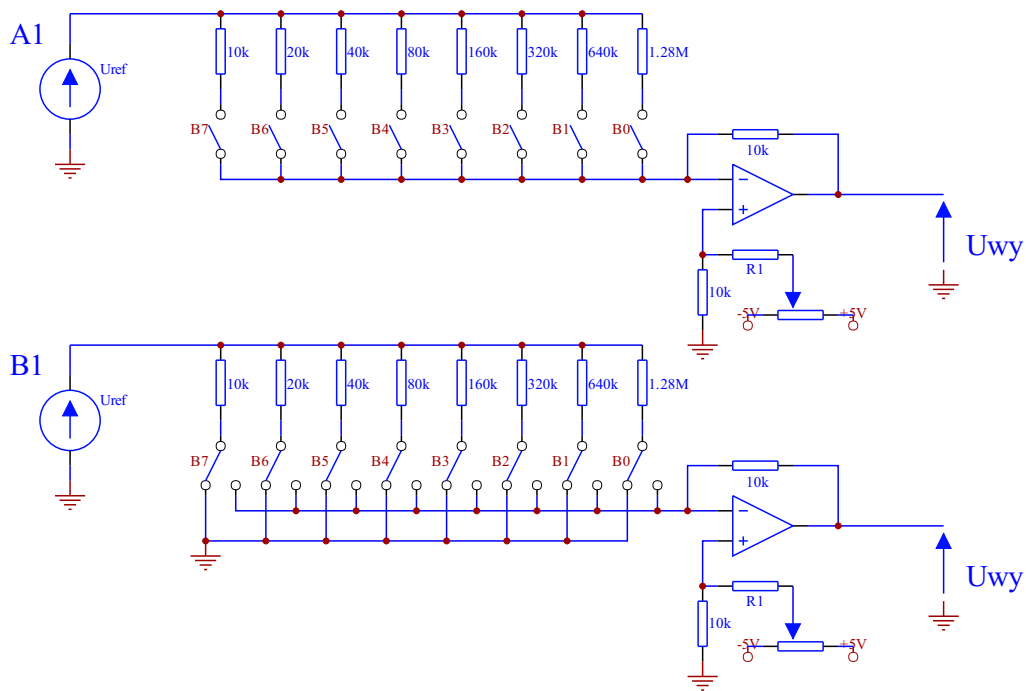 A1
Uref
10k 20k 40k 80k 160k 320k 640k 1.28M
B7 B6 B5 B4 B3 B2 B1 B0
10k
Uwy
R1
10k
-5V +5V
B1
Uref
10k 20k 40k 80k 160k 320k 640k 1.28M
B7 B6 B5 B4 B3 B2 B1 B0
10k
Uwy
R1
10k
-5V +5V